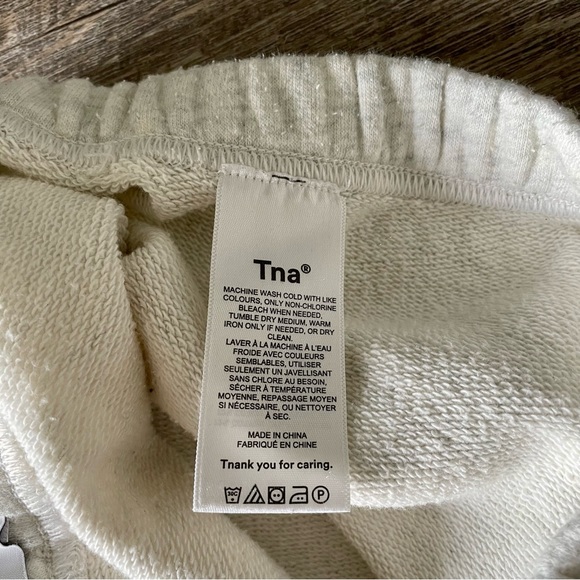 Tna®
MACHINE WASH COLD WITH LIKE
COLOURS, ONLY NON-CHLORINE
BLEACH WHEN NEEDED,
TUMBLE DRY MEDIUM, WARM
IRON ONLY IF NEEDED, OR DRY
CLEAN.
LAVER À LA MACHINE À L'EAU
FROIDE AVEC COULEURS
SEMBLABLES, UTILISER
SEULEMENT UN JAVELLISANT
SANS CHLORE AU BESOIN,
SÉCHER À TEMPÉRATURE
MOYENNE, REPASSAGE MOYEN
SI NÉCESSAIRE, OU NETTOYER
À SEC.
MADE IN CHINA
FABRIQUÉ EN CHINE
Tnank you for caring.
30C P